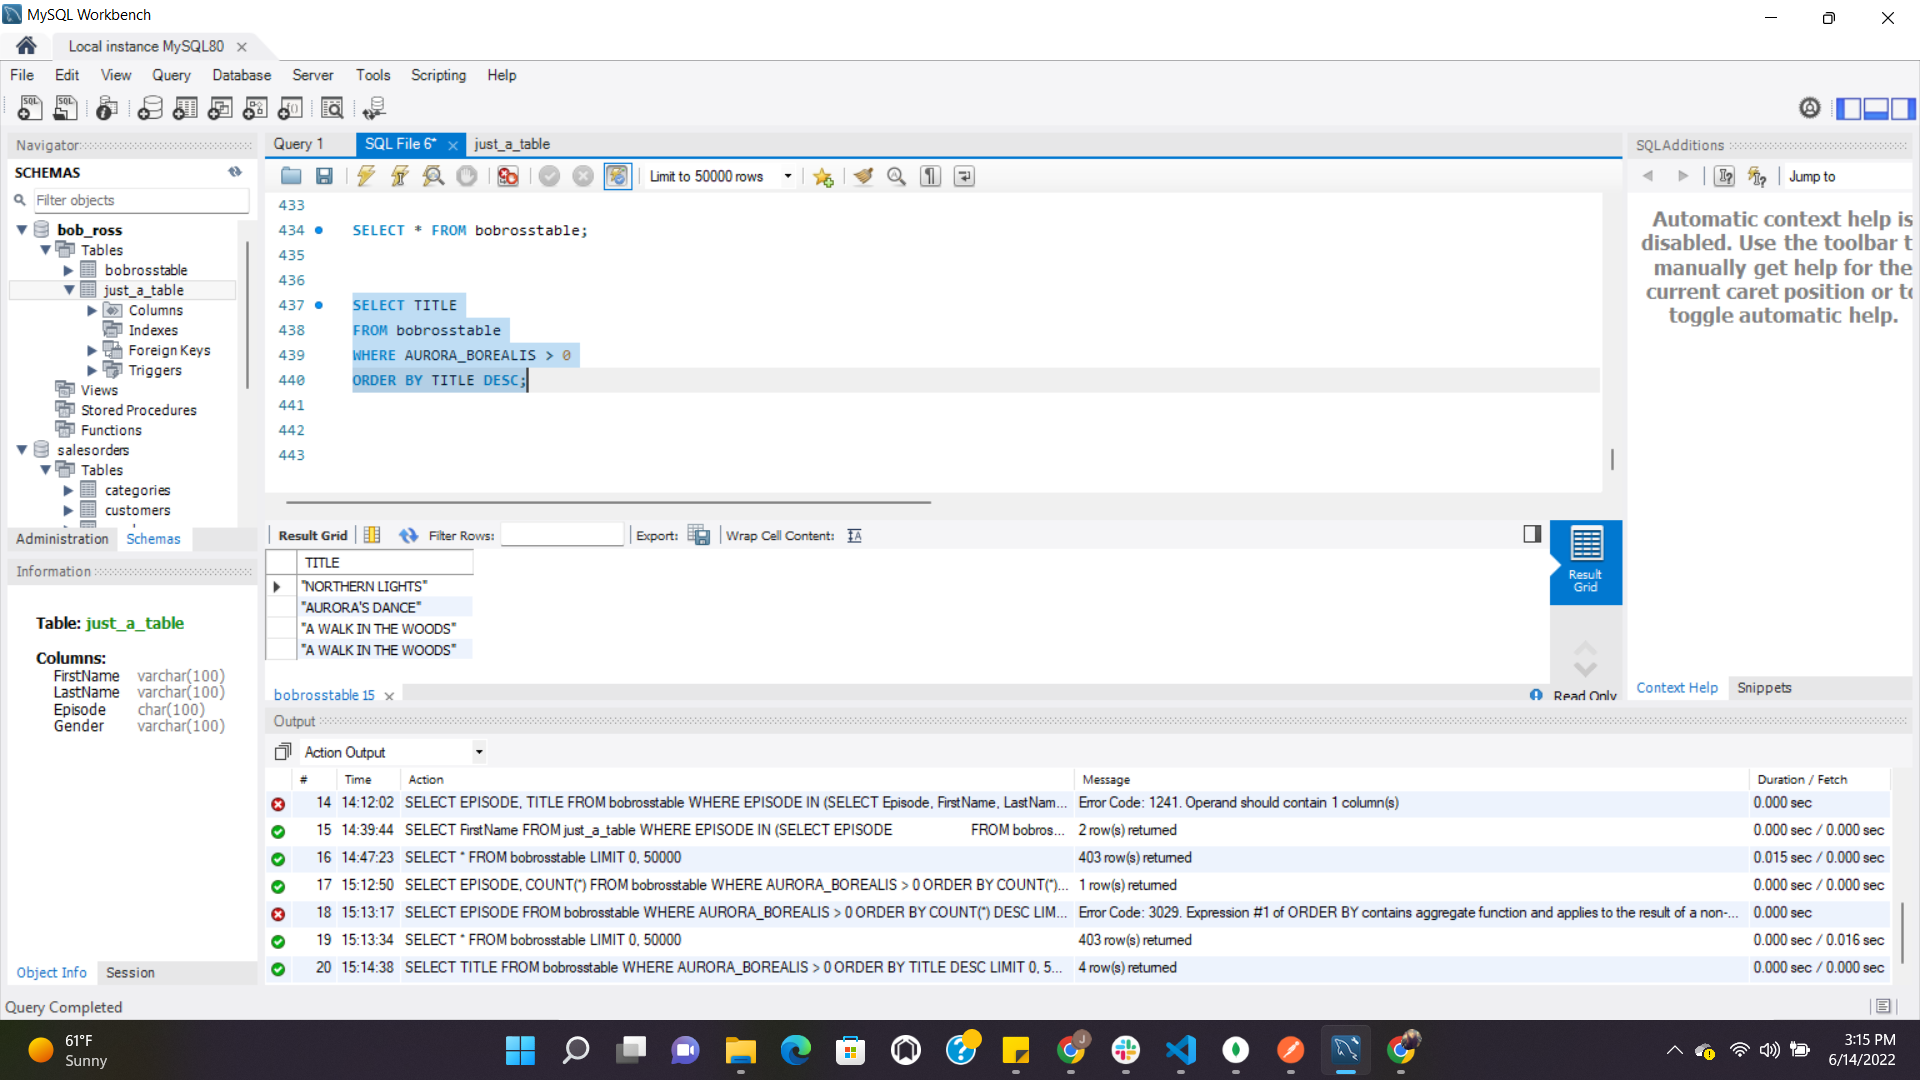 MySQL Workbench
Local instance MySQL80
File Edit View Query Database Server Tools Scripting Help
Navigator
SCHEMAS
Filter objects
bob_ross
Tables
bobrosstable
just_a_table
Columns
Indexes
Foreign Keys
Triggers
Views
Stored Procedures
Functions
salesorders
Tables
categories
customers
Administration Schemas
Information
Table: just_a_table
Columns:
FirstName varchar(100)
LastName varchar(100)
Episode char(100)
Gender varchar(100)
Object Info Session
Query Completed
Query 1 SQL File 6* just_a_table
Limit to 50000 rows
433
434 SELECT * FROM bobrosstable;
435
436
437 SELECT TITLE
438 FROM bobrosstable
439 WHERE AURORA_BOREALIS > 0
440 ORDER BY TITLE DESC;
441
442
443
Result Grid Filter Rows: Export: Wrap Cell Content:
TITLE
"NORTHERN LIGHTS"
"AURORA'S DANCE"
"A WALK IN THE WOODS"
"A WALK IN THE WOODS"
Result
Grid
bobrosstable 15 Read Only
SQLAdditions
Jump to
Automatic context help is
disabled. Use the toolbar t
manually get help for the
current caret position or to
toggle automatic help.
Context Help Snippets
Output
Action Output
# Time Action Message Duration / Fetch
14 14:12:02 SELECT EPISODE, TITLE FROM bobrosstable WHERE EPISODE IN (SELECT Episode, FirstName, LastNam... Error Code: 1241. Operand should contain 1 column(s) 0.000 sec
15 14:39:44 SELECT FirstName FROM just_a_table WHERE EPISODE IN (SELECT EPISODE FROM bobros... 2 row(s) returned 0.000 sec / 0.000 sec
16 14:47:23 SELECT * FROM bobrosstable LIMIT 0, 50000 403 row(s) returned 0.015 sec / 0.000 sec
17 15:12:50 SELECT EPISODE, COUNT(*) FROM bobrosstable WHERE AURORA_BOREALIS > 0 ORDER BY COUNT(*)... 1 row(s) returned 0.000 sec / 0.000 sec
18 15:13:17 SELECT EPISODE FROM bobrosstable WHERE AURORA_BOREALIS > 0 ORDER BY COUNT(*) DESC LIM... Error Code: 3029. Expression #1 of ORDER BY contains aggregate function and applies to the result of a non-... 0.000 sec
19 15:13:34 SELECT * FROM bobrosstable LIMIT 0, 50000 403 row(s) returned 0.000 sec / 0.016 sec
20 15:14:38 SELECT TITLE FROM bobrosstable WHERE AURORA_BOREALIS > 0 ORDER BY TITLE DESC LIMIT 0, 5... 4 row(s) returned 0.000 sec / 0.000 sec
61°F
Sunny
3:15 PM
6/14/2022